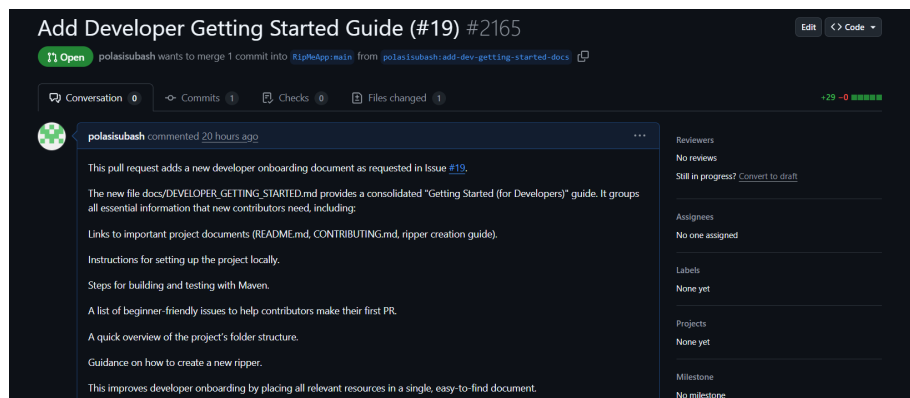 Add Developer Getting Started Guide (#19) #2165
Edit
Code
Open
polasisubash wants to merge 1 commit into RipMeApp:main from polasisubash:add-dev-getting-started-docs
Conversation 0
Commits 1
Checks 0
Files changed 1
+29 −0
polasisubash commented 20 hours ago
This pull request adds a new developer onboarding document as requested in Issue #19.
The new file docs/DEVELOPER_GETTING_STARTED.md provides a consolidated "Getting Started (for Developers)" guide. It groups
all essential information that new contributors need, including:
Links to important project documents (README.md, CONTRIBUTING.md, ripper creation guide).
Instructions for setting up the project locally.
Steps for building and testing with Maven.
A list of beginner-friendly issues to help contributors make their first PR.
A quick overview of the project's folder structure.
Guidance on how to create a new ripper.
This improves developer onboarding by placing all relevant resources in a single, easy-to-find document.
Reviewers
No reviews
Still in progress? Convert to draft
Assignees
No one assigned
Labels
None yet
Projects
None yet
Milestone
No milestone